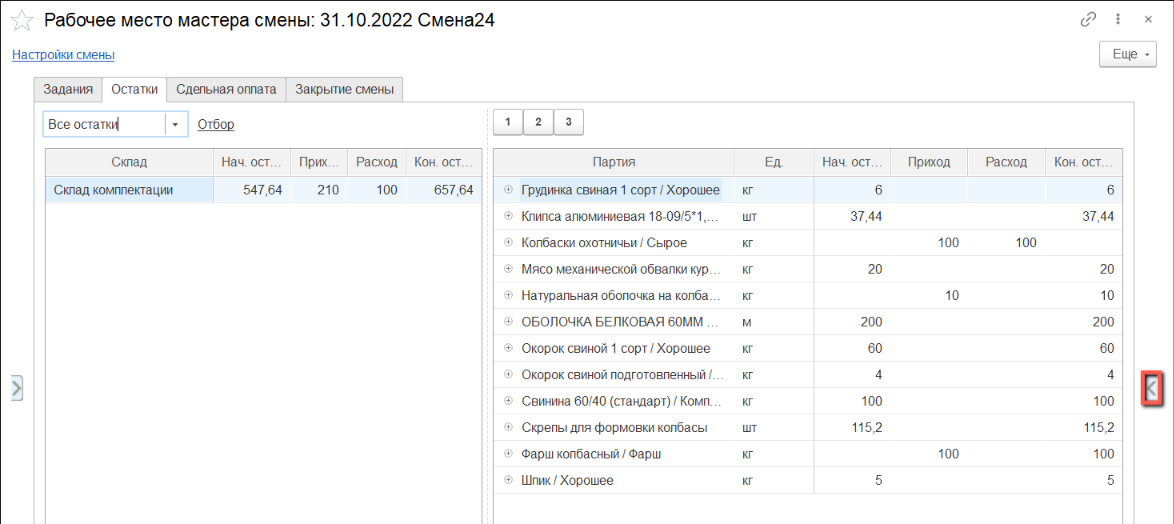 Рабочее место мастера смены: 31.10.2022 Смена24
Настройки смены
Еще
Задания Остатки Сдельная оплата Закрытие смены
Все остатки Отбор 1 2 3
Склад Нач. ост... Прих... Расход Кон. ост...
Склад комплектации 547,64 210 100 657,64
Партия Ед. Нач. ост... Приход Расход Кон. ост...
Грудинка свиная 1 сорт / Хорошее кг 6 6
Клипса алюминиевая 18-09/5*1,... шт 37,44 37,44
Колбаски охотничьи / Сырое кг 100 100
Мясо механической обвалки кур... кг 20 20
Натуральная оболочка на колба... кг 10 10
ОБОЛОЧКА БЕЛКОВАЯ 60ММ ... м 200 200
Окорок свиной 1 сорт / Хорошее кг 60 60
Окорок свиной подготовленный /... кг 4 4
Свинина 60/40 (стандарт) / Комп... кг 100 100
Скрепы для формовки колбасы шт 115,2 115,2
Фарш колбасный / Фарш кг 100 100
Шпик / Хорошее кг 5 5